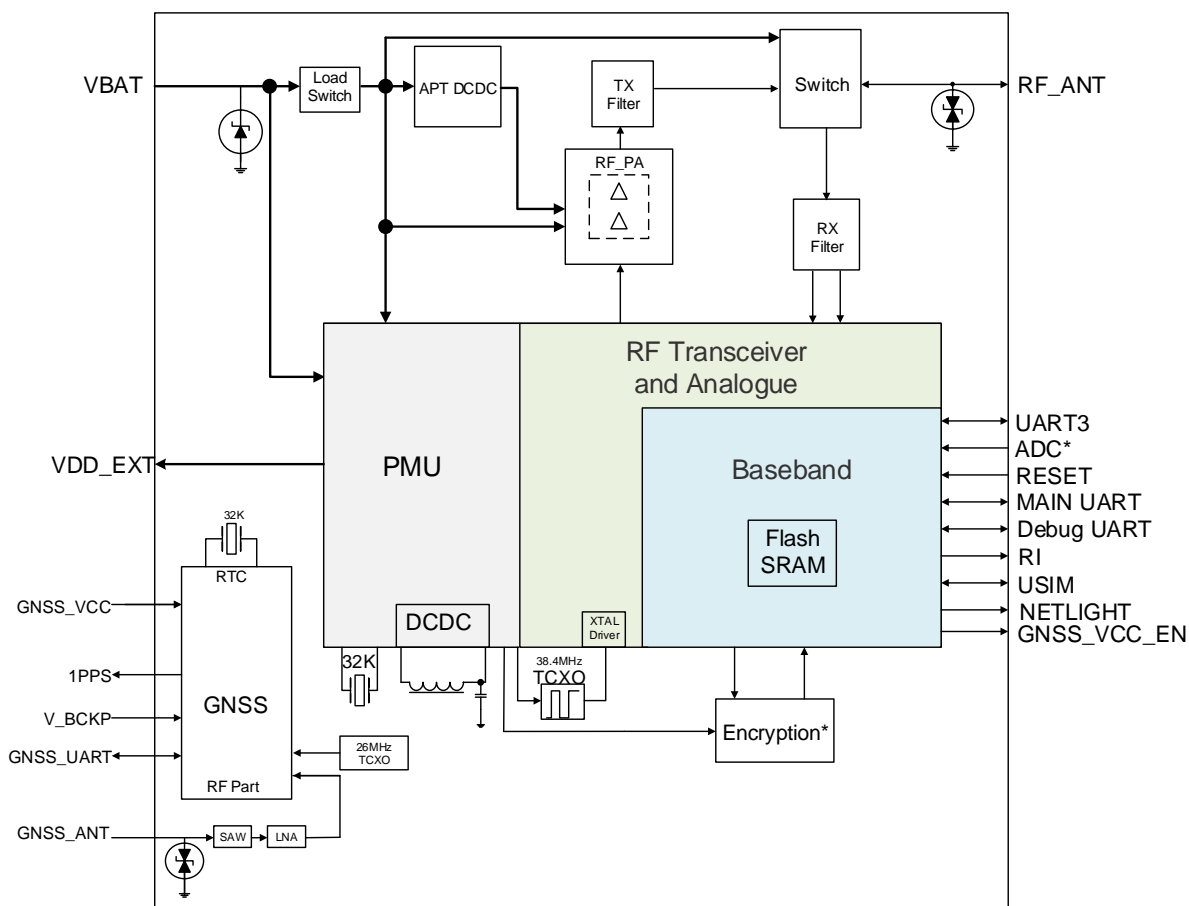 VBAT
Load
Switch
APT DCDC
TX
Filter
Switch
RF_ANT
RF_PA
RX
Filter
RF Transceiver
and Analogue
PMU
VDD_EXT
Baseband
Flash
SRAM
UART3
ADC*
RESET
MAIN UART
Debug UART
RI
USIM
NETLIGHT
GNSS_VCC_EN
32K
RTC
GNSS_VCC
1PPS
GNSS
V_BCKP
GNSS_UART
RF Part
26MHz
TCXO
GNSS_ANT
SAW
LNA
DCDC
32K
XTAL
Driver
38.4MHz
TCXO
Encryption*